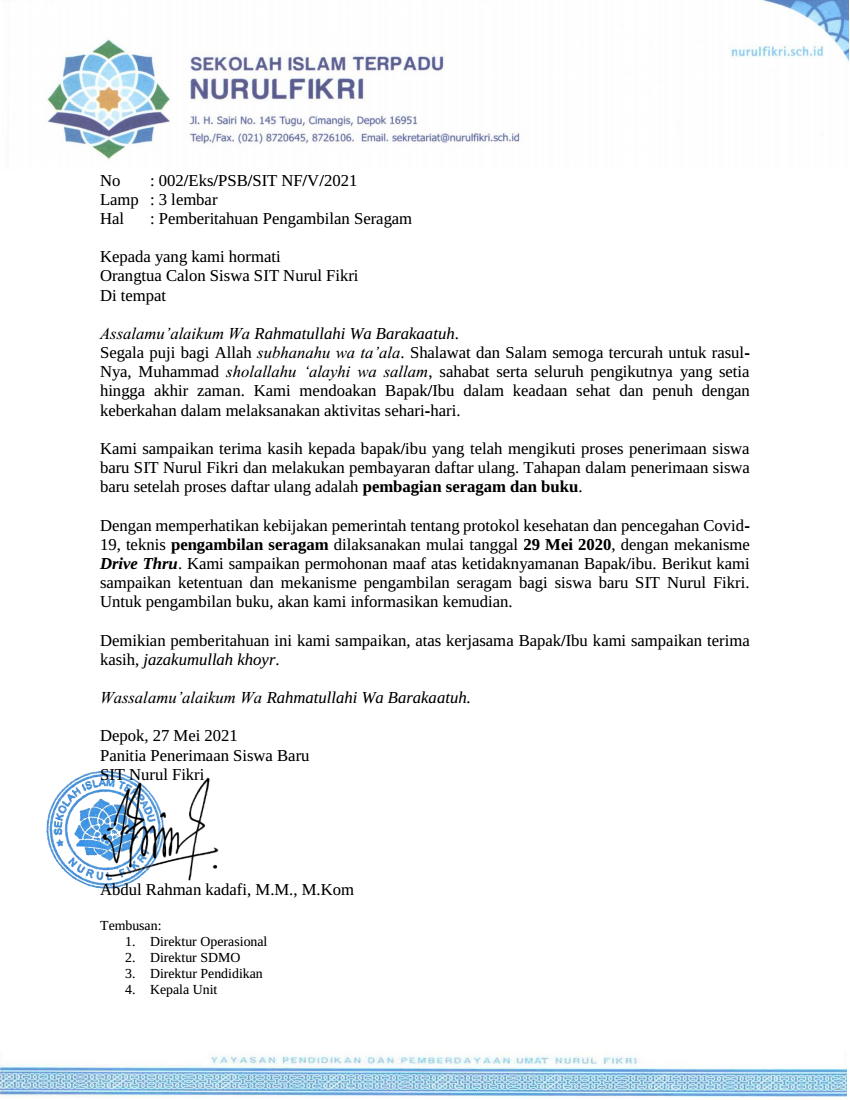 nurulfikri.sch.id
SEKOLAH ISLAM TERPADU
NURULFIKRI
Jl. H. Sairi No. 145 Tugu, Cimangis, Depok 16951
Telp./Fax. (021) 8720645, 8726106. Email. sekretariat@nurulfikri.sch.id
No : 002/Eks/PSB/SIT NF/V/2021
Lamp : 3 lembar
Hal : Pemberitahuan Pengambilan Seragam
Kepada yang kami hormati
Orangtua Calon Siswa SIT Nurul Fikri
Di tempat
Assalamu’alaikum Wa Rahmatullahi Wa Barakaatuh.
Segala puji bagi Allah subhanahu wa ta’ala. Shalawat dan Salam semoga tercurah untuk rasul-
Nya, Muhammad sholallahu ‘alayhi wa sallam, sahabat serta seluruh pengikutnya yang setia
hingga akhir zaman. Kami mendoakan Bapak/Ibu dalam keadaan sehat dan penuh dengan
keberkahan dalam melaksanakan aktivitas sehari-hari.
Kami sampaikan terima kasih kepada bapak/ibu yang telah mengikuti proses penerimaan siswa
baru SIT Nurul Fikri dan melakukan pembayaran daftar ulang. Tahapan dalam penerimaan siswa
baru setelah proses daftar ulang adalah pembagian seragam dan buku.
Dengan memperhatikan kebijakan pemerintah tentang protokol kesehatan dan pencegahan Covid-
19, teknis pengambilan seragam dilaksanakan mulai tanggal 29 Mei 2020, dengan mekanisme
Drive Thru. Kami sampaikan permohonan maaf atas ketidaknyamanan Bapak/ibu. Berikut kami
sampaikan ketentuan dan mekanisme pengambilan seragam bagi siswa baru SIT Nurul Fikri.
Untuk pengambilan buku, akan kami informasikan kemudian.
Demikian pemberitahuan ini kami sampaikan, atas kerjasama Bapak/Ibu kami sampaikan terima
kasih, jazakumullah khoyr.
Wassalamu’alaikum Wa Rahmatullahi Wa Barakaatuh.
Depok, 27 Mei 2021
Panitia Penerimaan Siswa Baru
SIT Nurul Fikri
SEKOLAH ISLAM TERPADU
NURUL FIKRI
Abdul Rahman kadafi, M.M., M.Kom
Tembusan:
1. Direktur Operasional
2. Direktur SDMO
3. Direktur Pendidikan
4. Kepala Unit
YAYASAN PENDIDIKAN DAN PEMBERDAYAAN UMAT NURUL FIKRI